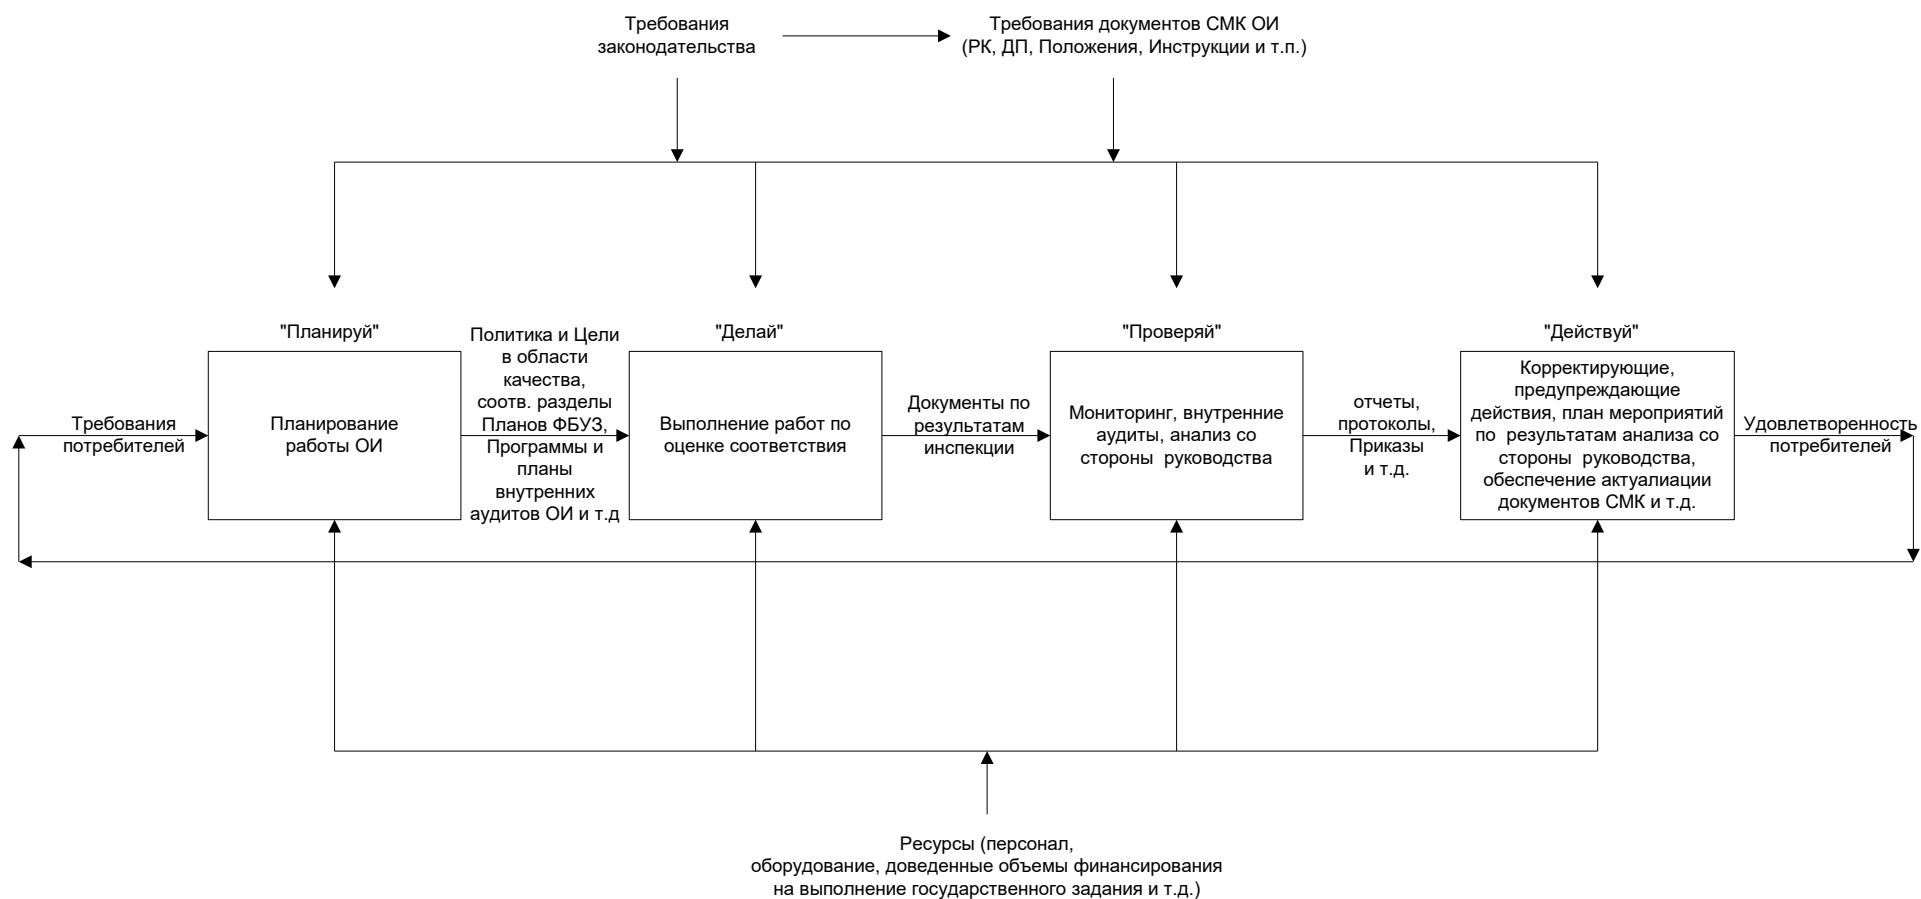 Требования
законодательства
Требования документов СМК ОИ
(РК, ДП, Положения, Инструкции и т.п.)
"Планируй"
"Делай"
"Проверяй"
"Действуй"
Требования
потребителей
Планирование
работы ОИ
Политика и Цели
в области
качества,
соотв. разделы
Планов ФБУЗ,
Программы и
планы
внутренних
аудитов ОИ и т.д
Выполнение работ по
оценке соответствия
Документы по
результатам
инспекции
Мониторинг, внутренние
аудиты, анализ со
стороны руководства
отчеты,
протоколы,
Приказы
и т.д.
Корректирующие,
предупреждающие
действия, план мероприятий
по результатам анализа со
стороны руководства,
обеспечение актуалиации
документов СМК и т.д.
Удовлетворенность
потребителей
Ресурсы (персонал,
оборудование, доведенные объемы финансирования
на выполнение государственного задания и т.д.)